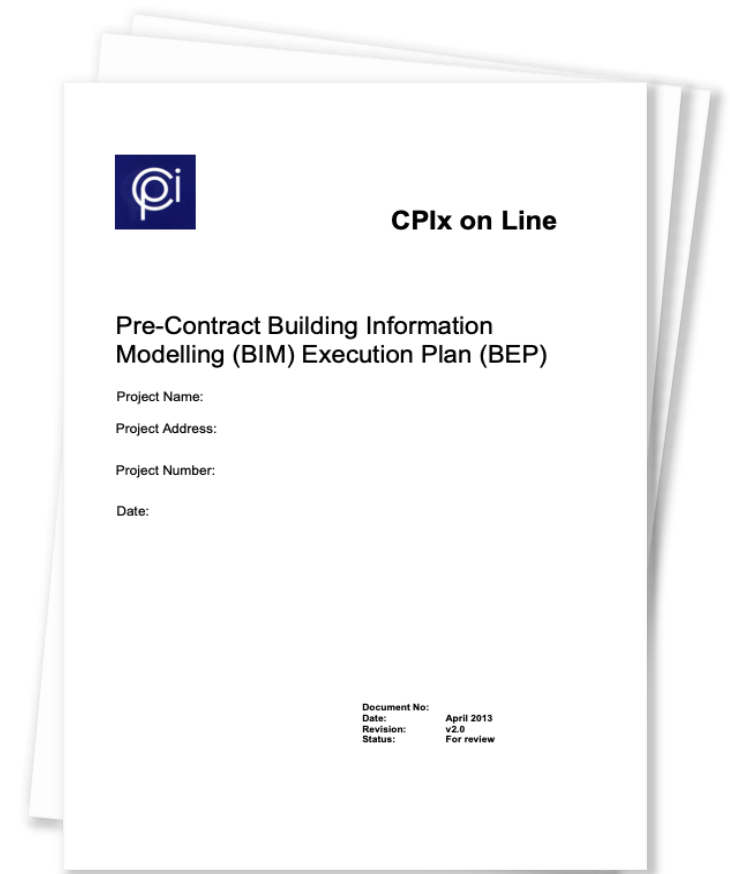 cpi
CPIx on Line
Pre-Contract Building Information
Modelling (BIM) Execution Plan (BEP)
Project Name:
Project Address:
Project Number:
Date:
Document No:
Date: April 2013
Revision: v2.0
Status: For review